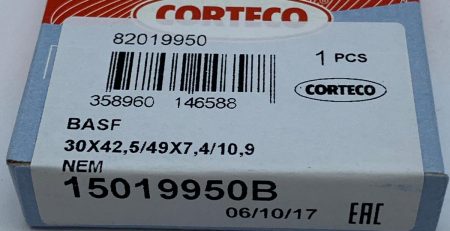 CORTECO
82019950
1 PCS
358960 146588
CORTECO
BASF
30X42,5/49X7,4/10,9
NEM
15019950B
06/10/17 EAC